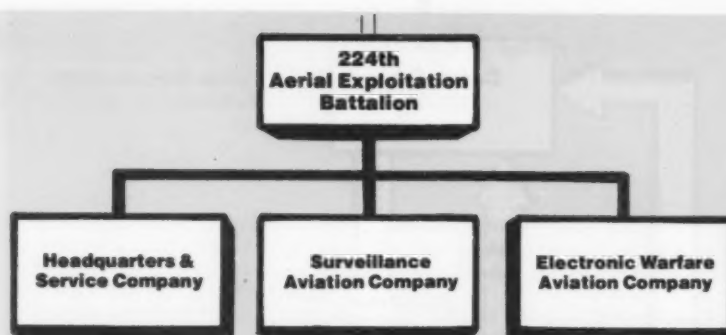 224th
Aerial Exploitation
Battalion
Headquarters &
Service Company
Surveillance
Aviation Company
Electronic Warfare
Aviation Company